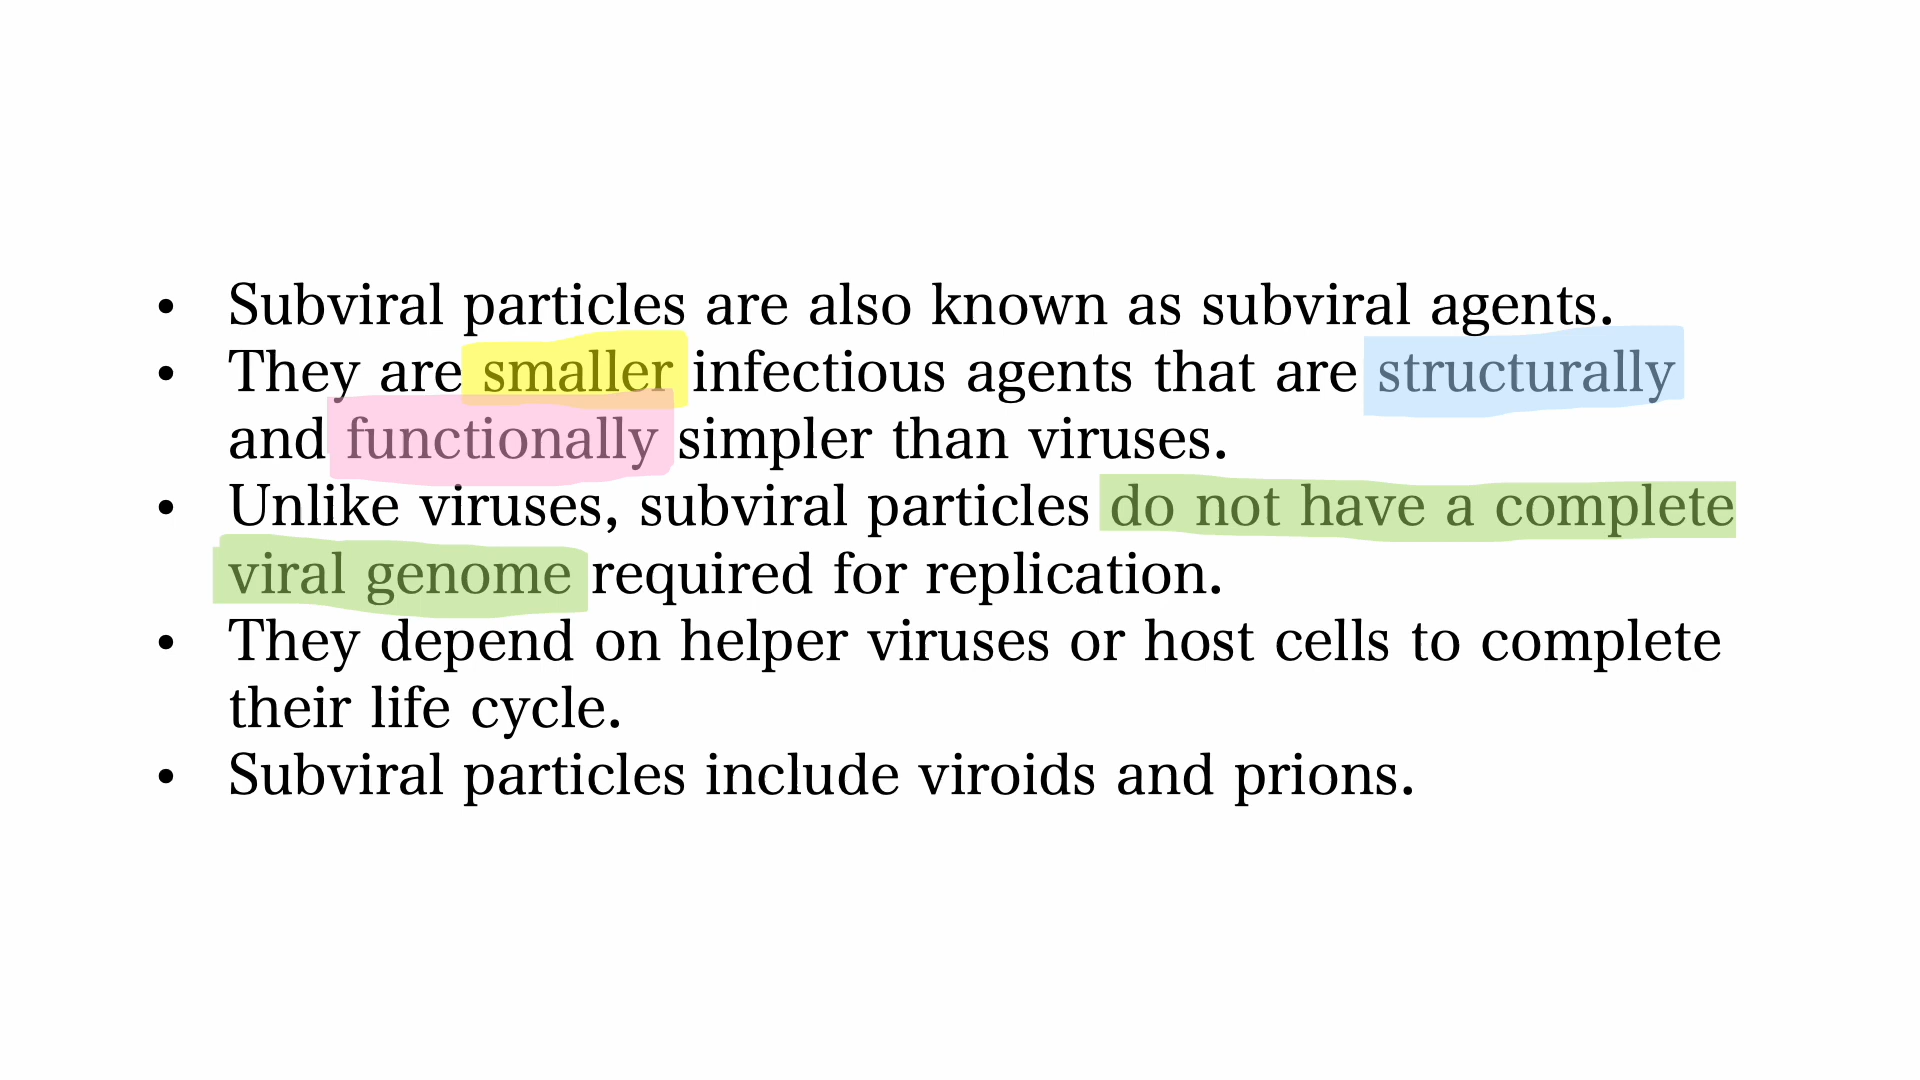 • Subviral particles are also known as subviral agents.
• They are smaller infectious agents that are structurally
and functionally simpler than viruses.
• Unlike viruses, subviral particles do not have a complete
viral genome required for replication.
• They depend on helper viruses or host cells to complete
their life cycle.
• Subviral particles include viroids and prions.